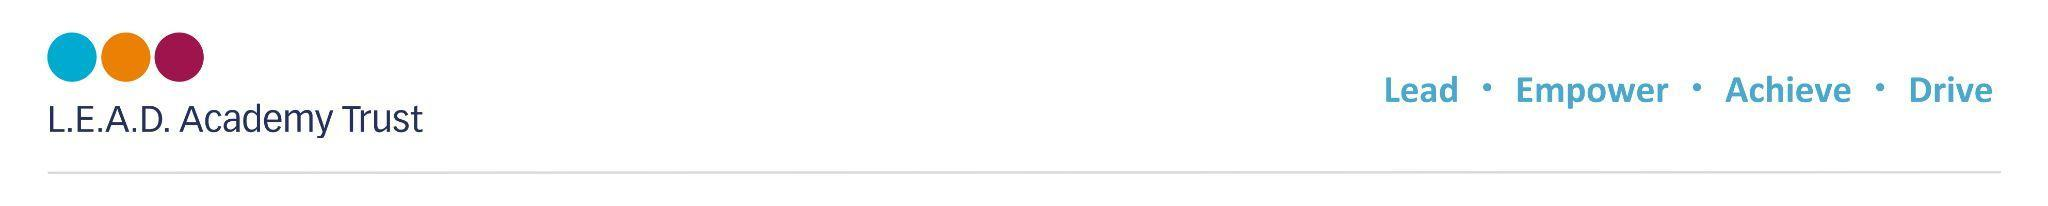 Lead • Empower • Achieve • Drive
L.E.A.D. Academy Trust